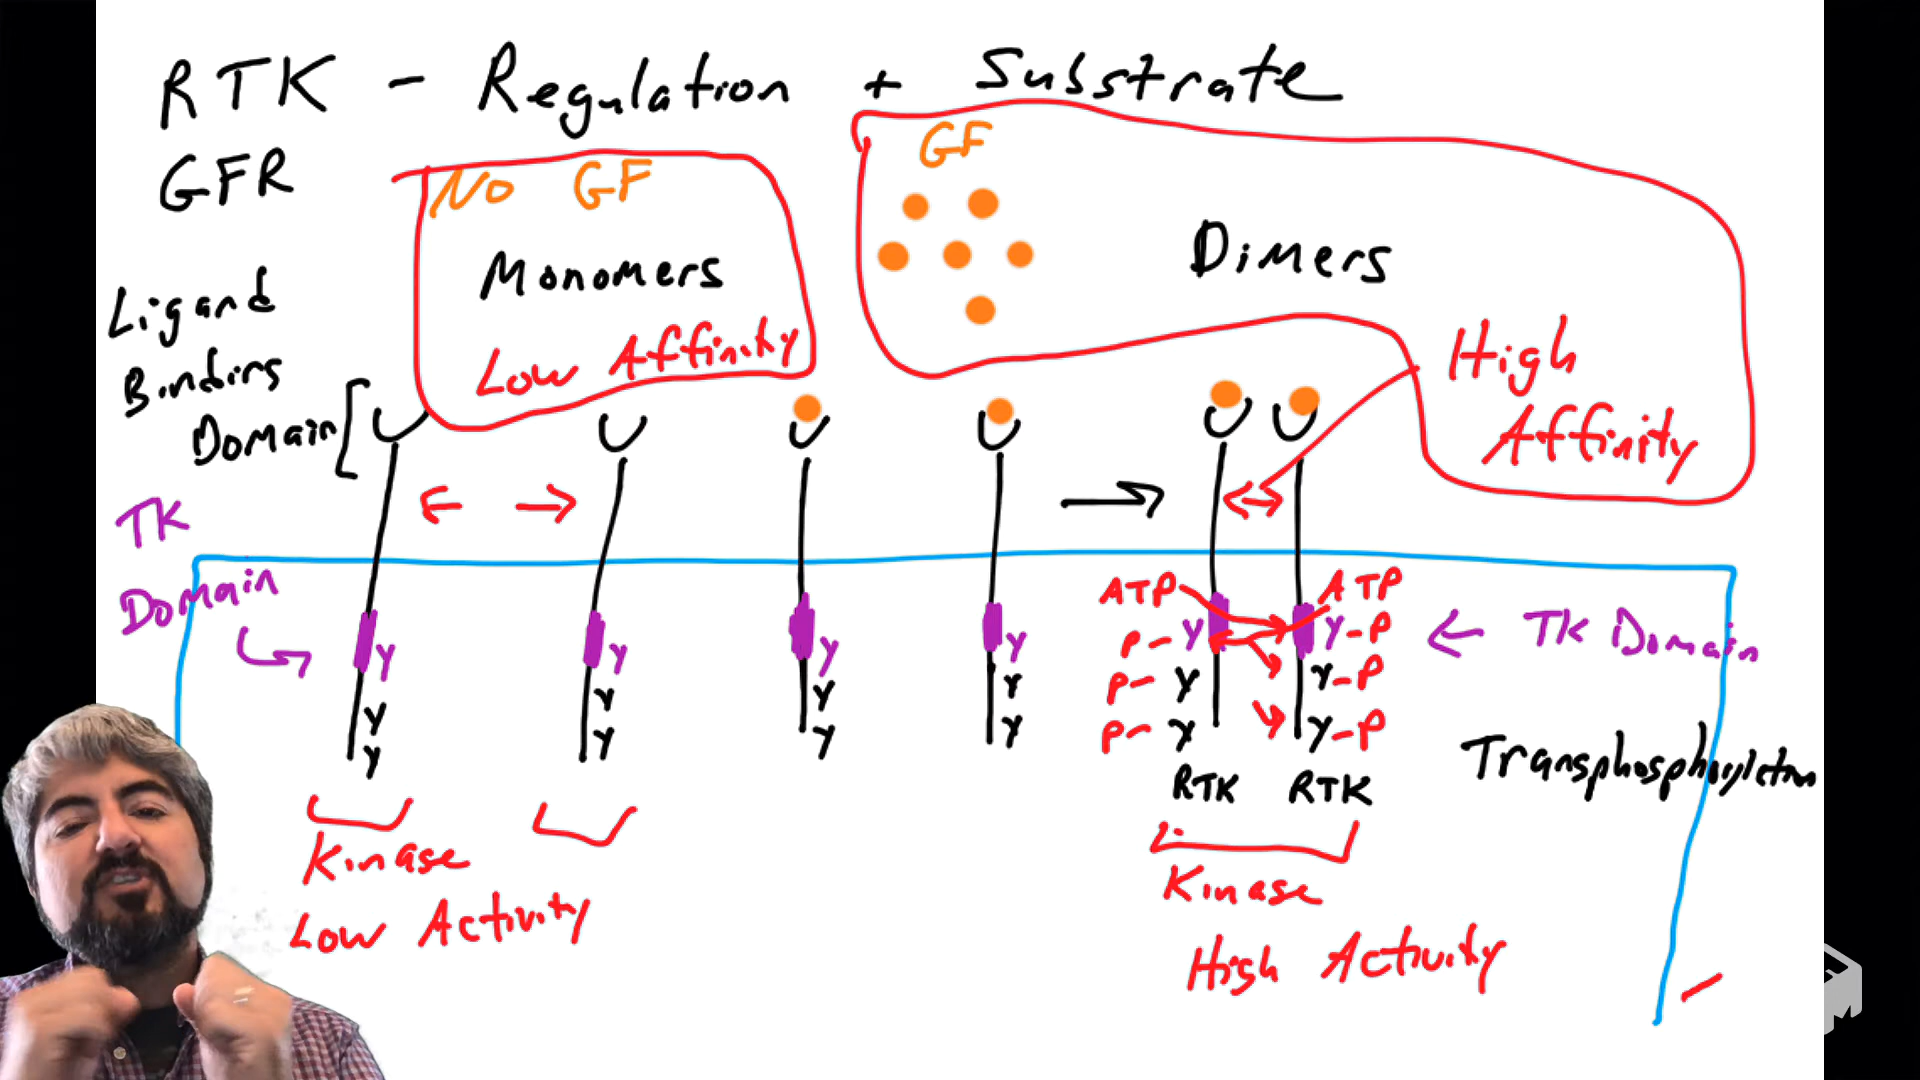 RTK - Regulation + Substrate
GFR
No GF
Monomers
Low Affinity
GF
Dimers
High
Affinity
Ligand
Binding
Domain
TK
Domain
y
y
y
y
y
y
y
y
y
y
y
y
ATP ATP
P- y y-P
P- y y-P
P- y y-P
RTK RTK
TK Domain
Kinase
Low Activity
Kinase
High Activity